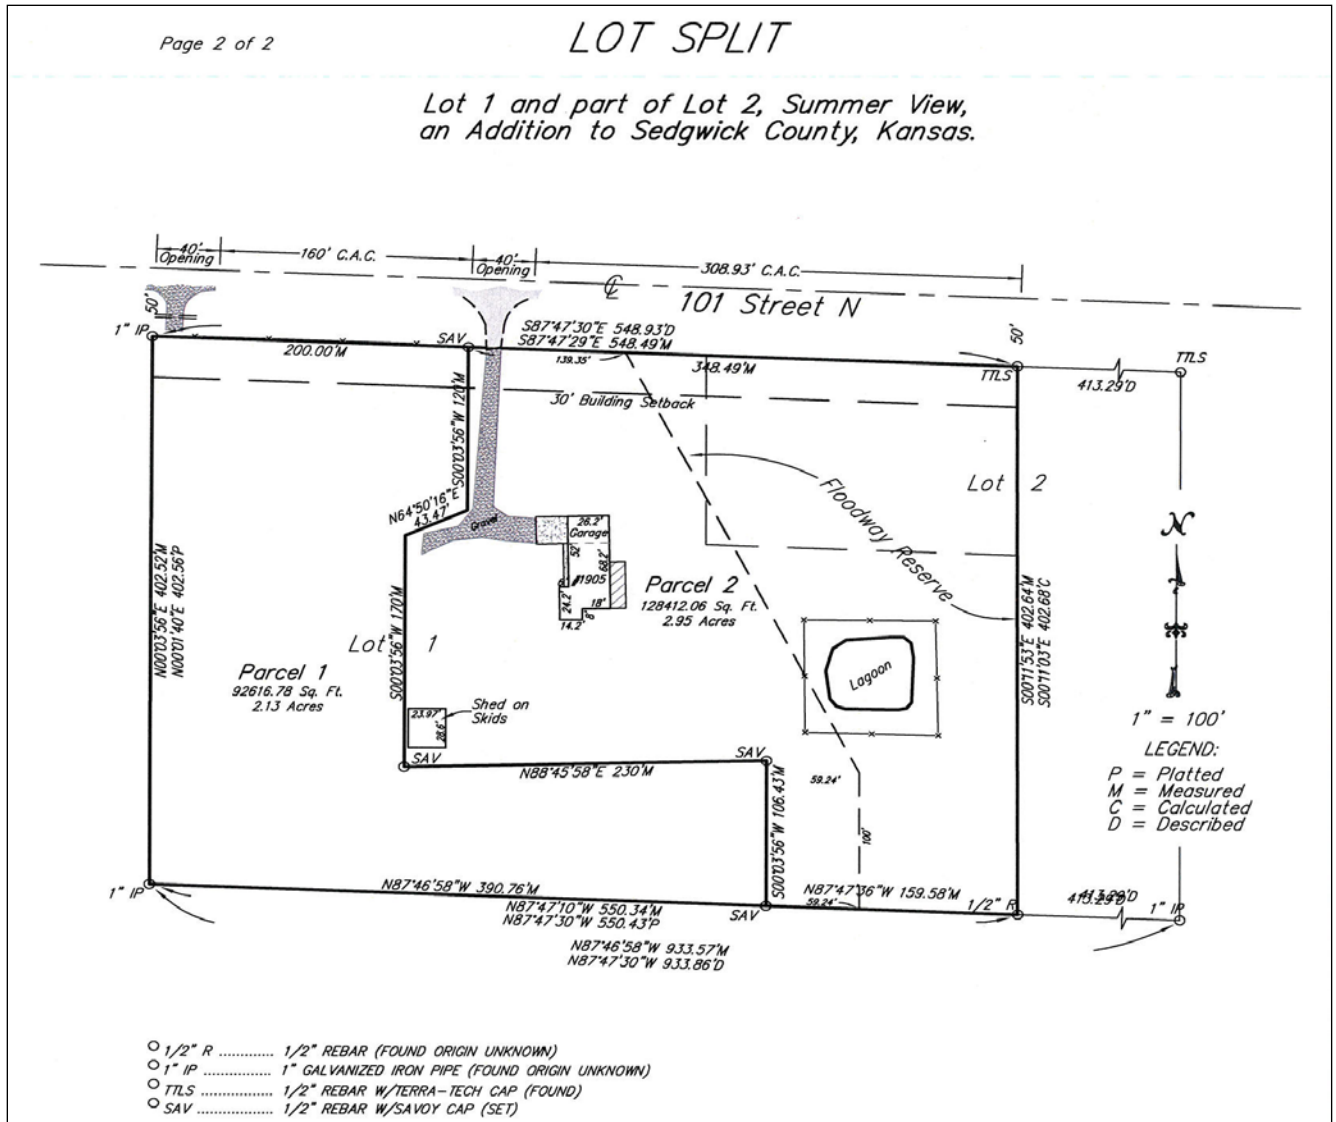 Page 2 of 2
LOT SPLIT
Lot 1 and part of Lot 2, Summer View,
an Addition to Sedgwick County, Kansas.
40'
Opening
160' C.A.C.
40'
Opening
308.93' C.A.C.
℄
101 Street N
50'
50'
1" IP
SAV
S87°47'30"E 548.93'D
S87°47'29"E 548.49'M
200.00'M
139.35'
348.49'M
TTLS
TTLS
413.29'D
30' Building Setback
S00°03'56"W 120'M
N64°50'16"E
43.47'
Gravel
26.2'
Garage
52'
68.2'
#1905
24.2'
18'
8'
14.2'
Floodway Reserve
Lot 2
Parcel 2
128412.06 Sq. Ft.
2.95 Acres
N00°03'56"E 402.52'M
N00°01'40"E 402.56'P
S00°03'56"W 170'M
Lot 1
Parcel 1
92616.78 Sq. Ft.
2.13 Acres
Shed on
Skids
23.97'
28.6'
Lagoon
S00°11'53"E 402.64'M
S00°11'03"E 402.68'C
N
1" = 100'
LEGEND:
P = Platted
M = Measured
C = Calculated
D = Described
SAV
N88°45'58"E 230'M
SAV
S00°03'56"W 106.43'M
59.24'
100'
1" IP
N87°46'58"W 390.76'M
N87°47'10"W 550.34'M
N87°47'30"W 550.43'P
SAV
N87°47'36"W 159.58'M
59.24'
1/2" R
413.29'D
1" IP
N87°46'58"W 933.57'M
N87°47'30"W 933.86'D
1/2" R ............. 1/2" REBAR (FOUND ORIGIN UNKNOWN)
1" IP ................ 1" GALVANIZED IRON PIPE (FOUND ORIGIN UNKNOWN)
TTLS .................. 1/2" REBAR W/TERRA-TECH CAP (FOUND)
SAV .................. 1/2" REBAR W/SAVOY CAP (SET)